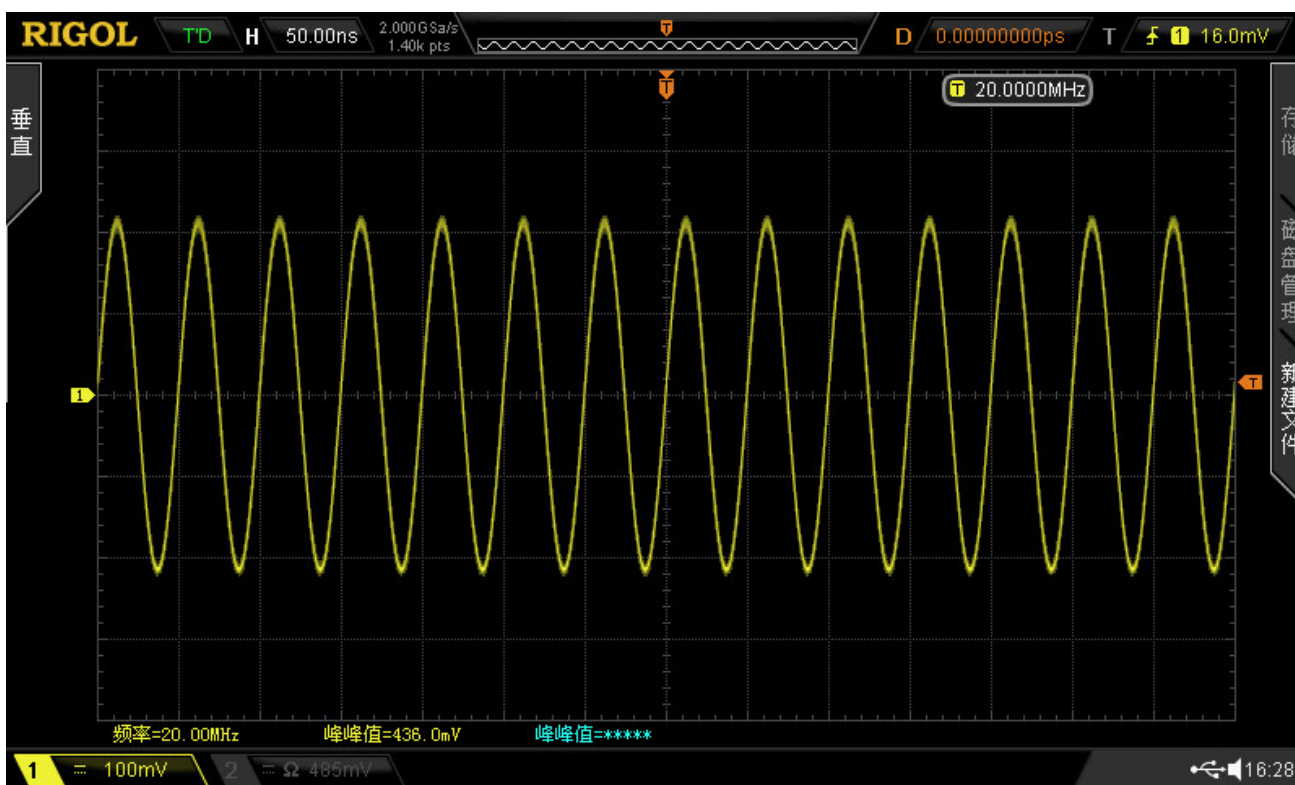 RIGOL T'D H 50.00ns 2.000GSa/s D 0.00000000ps T 1 16.0mV
1.40k pts
T
T 20.0000MHz
垂直
存储
磁盘管理
新建文件
1
T
频率=20.00MHz 峰峰值=436.0mV 峰峰值=*****
1 = 100mV 2 = Ω 485mV 16:28